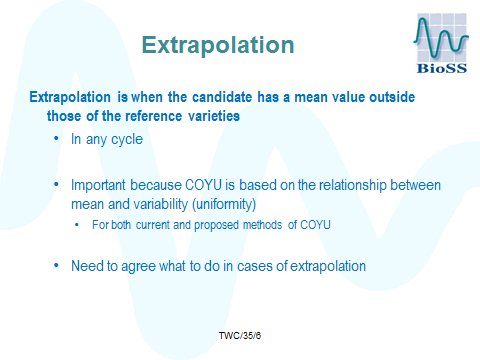 Extrapolation
BioSS
Extrapolation is when the candidate has a mean value outside
those of the reference varieties
• In any cycle
• Important because COYU is based on the relationship between
mean and variability (uniformity)
• For both current and proposed methods of COYU
• Need to agree what to do in cases of extrapolation
TWC/35/6